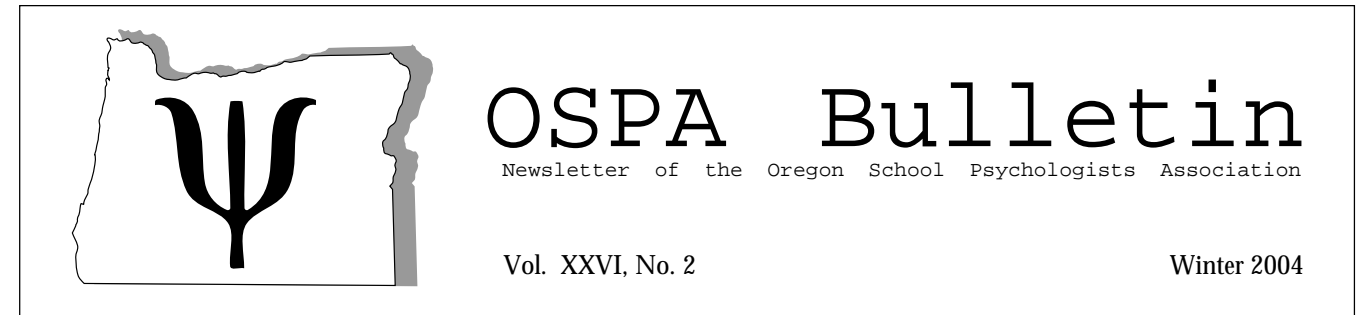 Ψ
OSPA Bulletin
Newsletter of the Oregon School Psychologists Association
Vol. XXVI, No. 2 Winter 2004